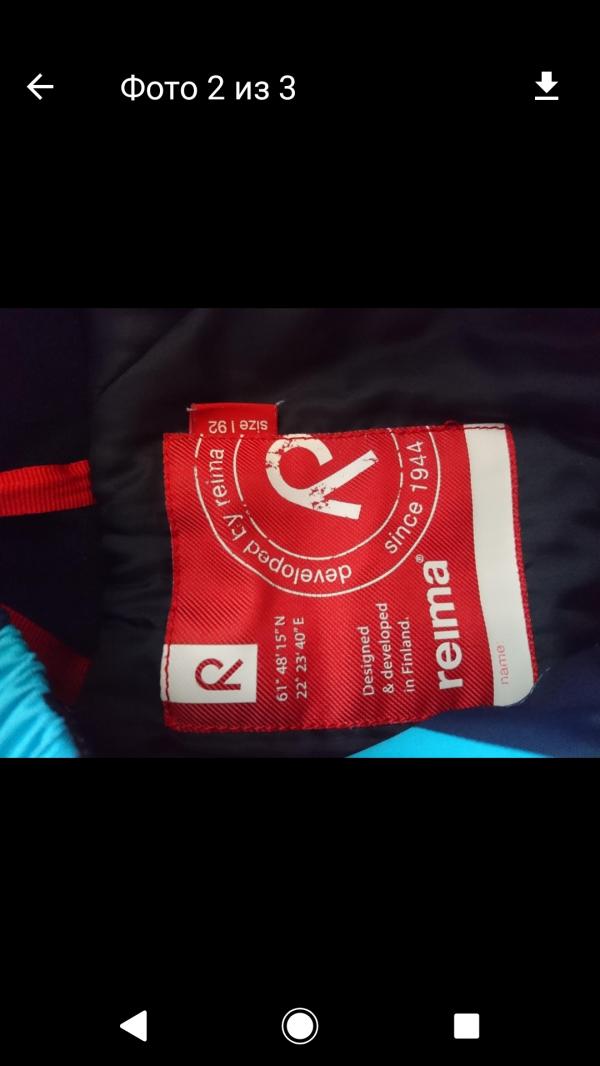 Фото 2 из 3
size | 92
developed by reima
since 1944
61° 48' 15" N
22° 23' 40" E
Designed
& developed
in Finland.
reima®
name: